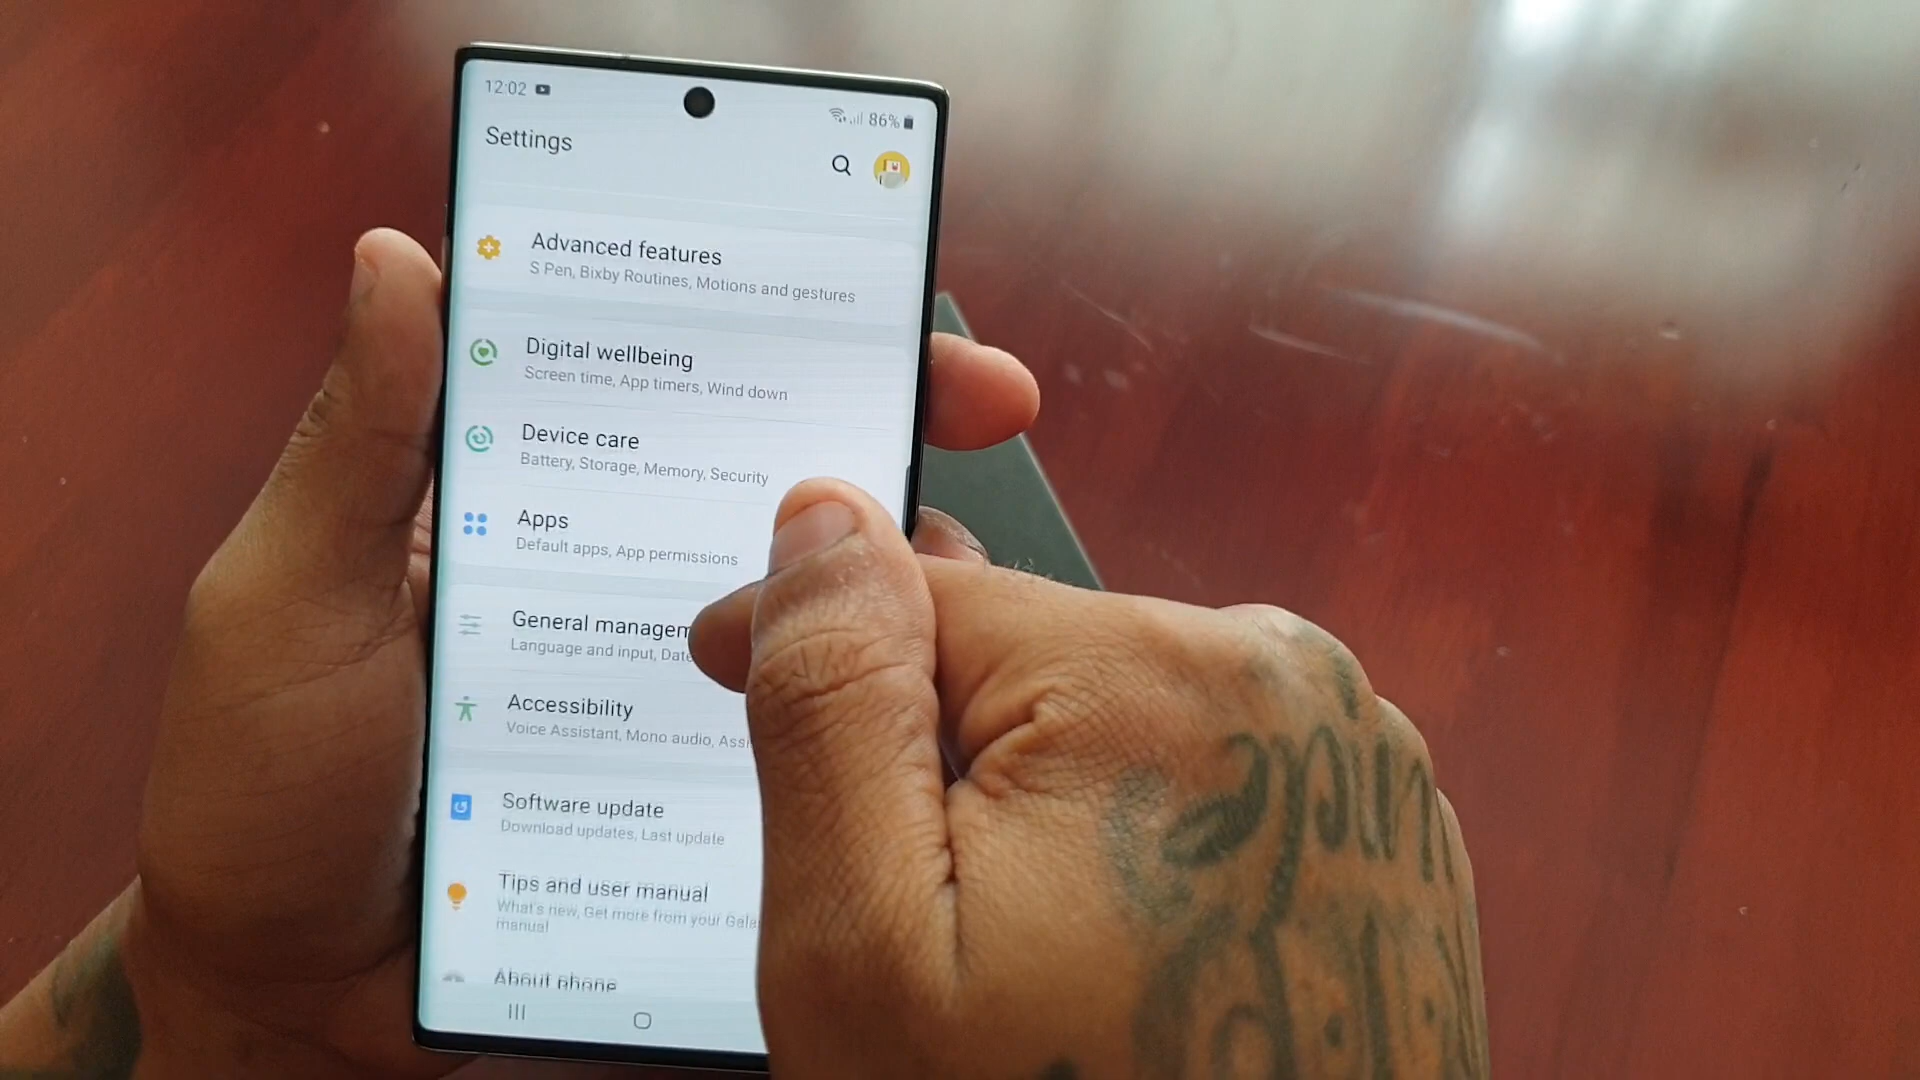 12:02
86%
Settings
Advanced features
S Pen, Bixby Routines, Motions and gestures
Digital wellbeing
Screen time, App timers, Wind down
Device care
Battery, Storage, Memory, Security
Apps
Default apps, App permissions
General managem
Language and input, Date
Accessibility
Voice Assistant, Mono audio, Assi
Software update
Download updates, Last update
Tips and user manual
What's new, Get more from your Gala
manual
About phone